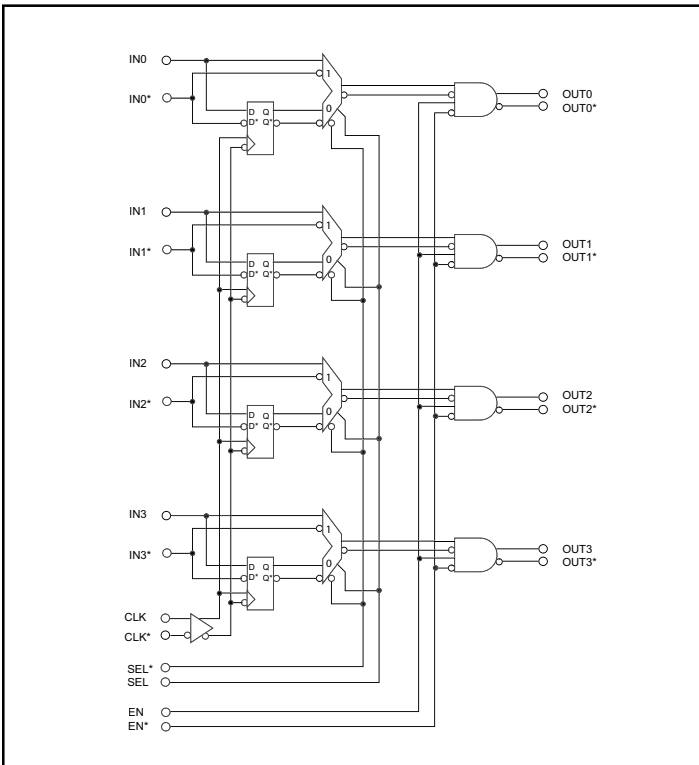 IN0
IN0*
1
D Q
D* Q*
0
OUT0
OUT0*
IN1
IN1*
1
D Q
D* Q*
0
OUT1
OUT1*
IN2
IN2*
1
D Q
D* Q*
0
OUT2
OUT2*
IN3
IN3*
1
D Q
D* Q*
0
OUT3
OUT3*
CLK
CLK*
SEL*
SEL
EN
EN*